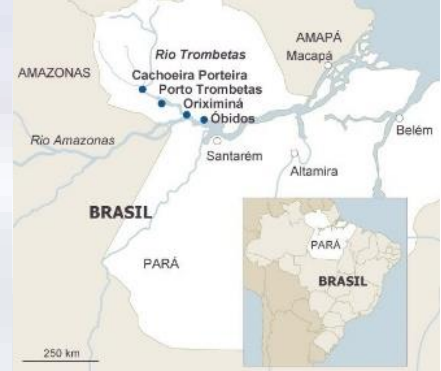 AMAPÁ
Rio Trombetas
Macapá
AMAZONAS
Cachoeira Porteira
Porto Trombetas
Oriximiná
Óbidos
Rio Amazonas
Belém
Santarém
Altamira
BRASIL
PARÁ
PARÁ
BRASIL
250 km